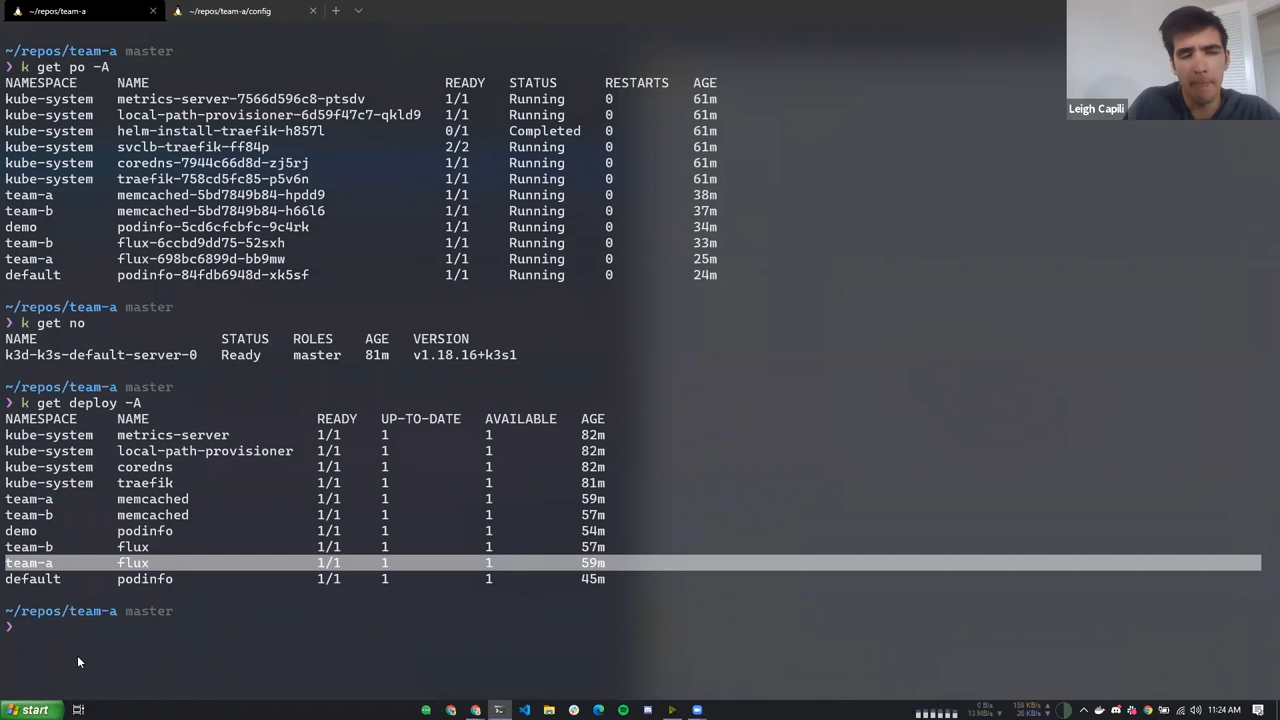 ~/repos/team-a
~/repos/team-a/config
~/repos/team-a master
❯ k get po -A
NAMESPACE NAME READY STATUS RESTARTS AGE
kube-system metrics-server-7566d596c8-ptsdv 1/1 Running 0 61m
kube-system local-path-provisioner-6d59f47c7-qkld9 1/1 Running 0 61m
kube-system helm-install-traefik-h857l 0/1 Completed 0 61m
kube-system svclb-traefik-ff84p 2/2 Running 0 61m
kube-system coredns-7944c66d8d-zj5rj 1/1 Running 0 61m
kube-system traefik-758cd5fc85-p5v6n 1/1 Running 0 61m
team-a memcached-5bd7849b84-hpdd9 1/1 Running 0 38m
team-b memcached-5bd7849b84-h66l6 1/1 Running 0 37m
demo podinfo-5cd6cfcbfc-9c4rk 1/1 Running 0 34m
team-b flux-6ccbd9dd75-52sxh 1/1 Running 0 33m
team-a flux-698bc6899d-bb9mw 1/1 Running 0 25m
default podinfo-84fdb6948d-xk5sf 1/1 Running 0 24m
~/repos/team-a master
❯ k get no
NAME STATUS ROLES AGE VERSION
k3d-k3s-default-server-0 Ready master 81m v1.18.16+k3s1
~/repos/team-a master
❯ k get deploy -A
NAMESPACE NAME READY UP-TO-DATE AVAILABLE AGE
kube-system metrics-server 1/1 1 1 82m
kube-system local-path-provisioner 1/1 1 1 82m
kube-system coredns 1/1 1 1 82m
kube-system traefik 1/1 1 1 81m
team-a memcached 1/1 1 1 59m
team-b memcached 1/1 1 1 57m
demo podinfo 1/1 1 1 54m
team-b flux 1/1 1 1 57m
team-a flux 1/1 1 1 59m
default podinfo 1/1 1 1 45m
~/repos/team-a master
❯
Leigh Capili
start
11:24 AM